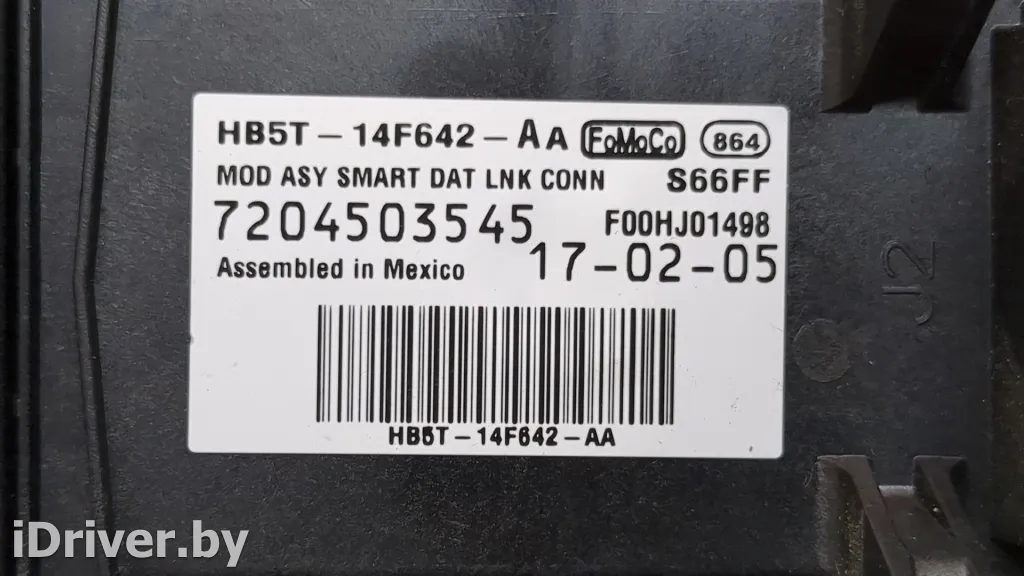 HB5T-14F642-AA FoMoCo 864
MOD ASY SMART DAT LNK CONN S66FF
7204503545 F00HJ01498
Assembled in Mexico 17-02-05
HB5T-14F642-AA
J2
iDriver.by